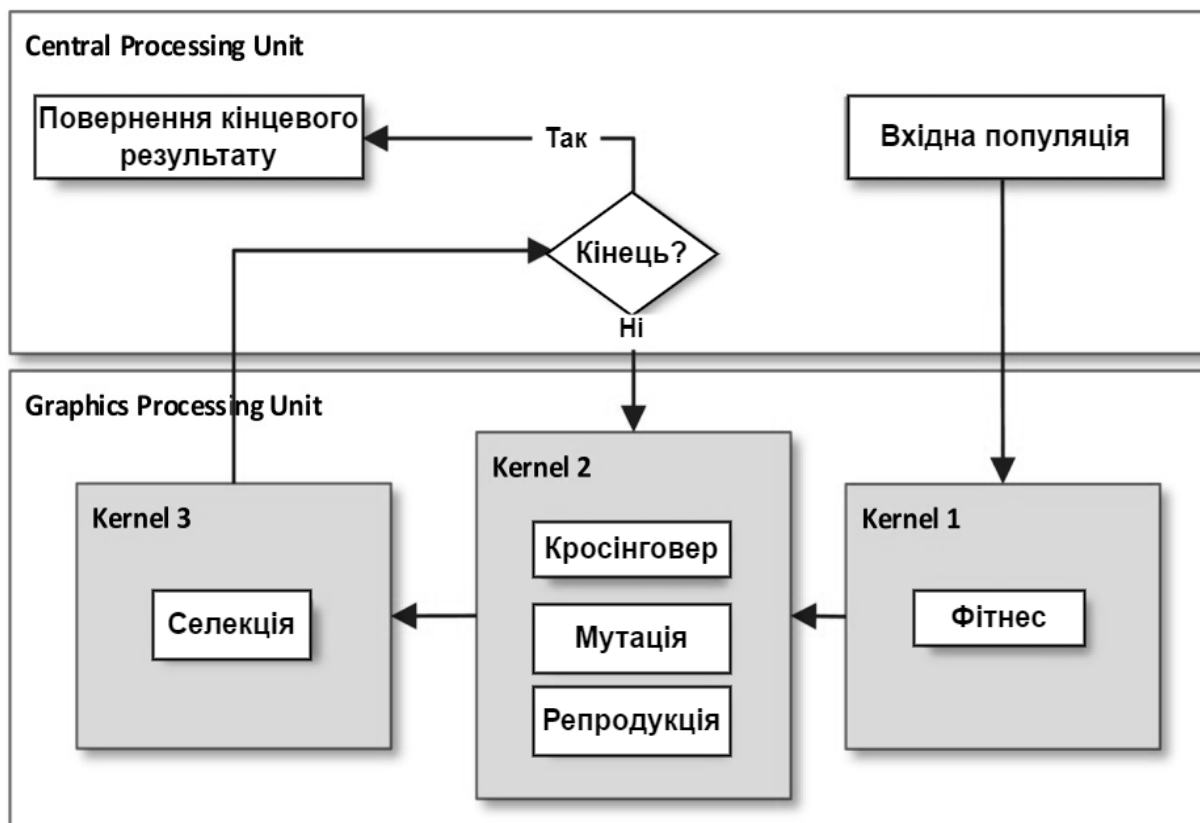 Central Processing Unit
Повернення кінцевого
результату
Так
Вхідна популяція
Кінець?
Ні
Graphics Processing Unit
Kernel 3
Селекція
Kernel 2
Кросінговер
Мутація
Репродукція
Kernel 1
Фітнес